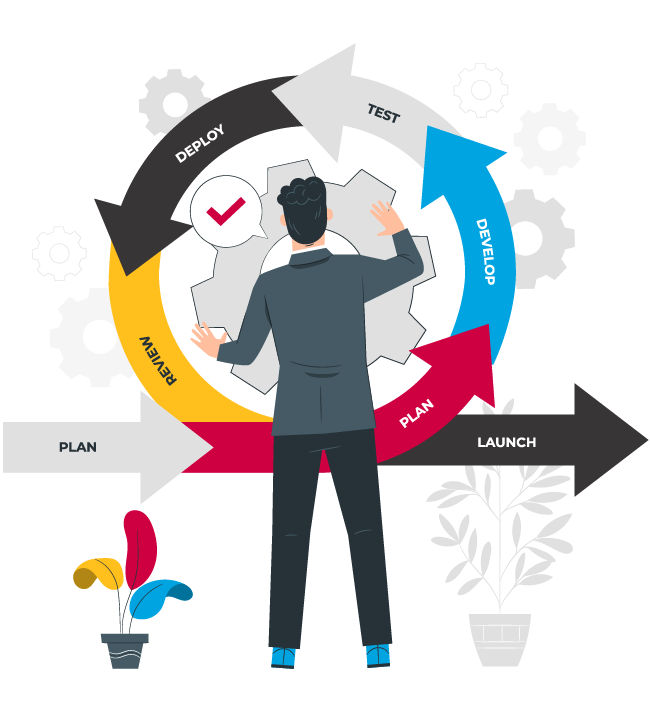 TEST
DEPLOY
DEVELOP
REVIEW
PLAN
PLAN
LAUNCH